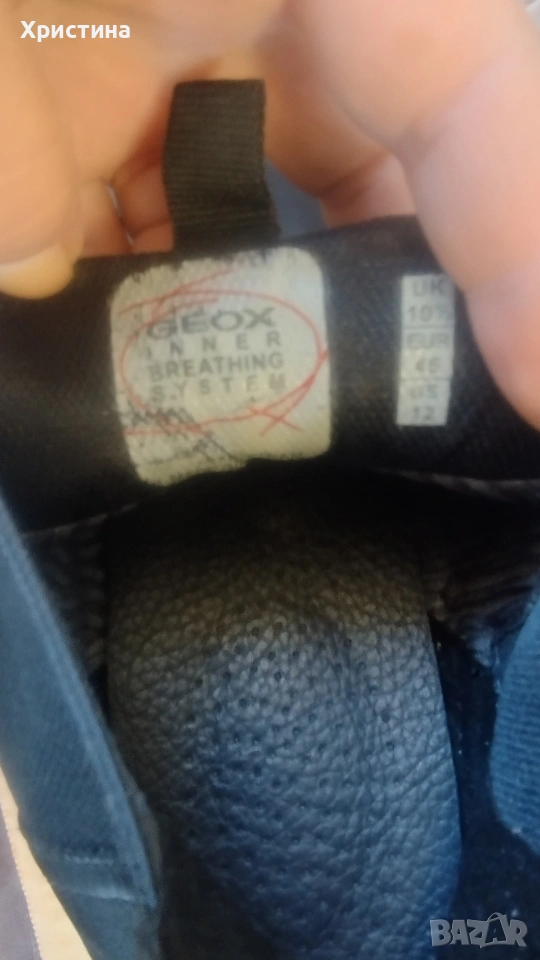 Христина
GEOX
INNER
BREATHING
SYSTEM
UK
10½
EUR
45
US
12
BAZAR